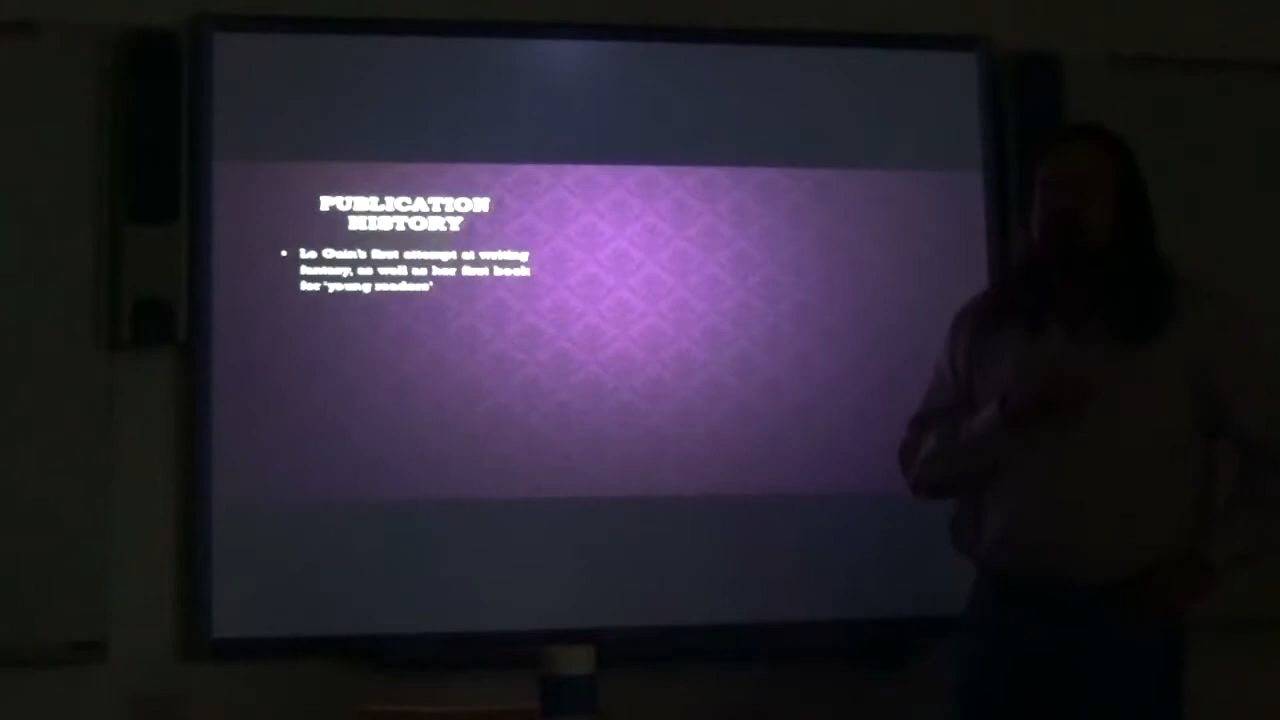 PUBLICATION
HISTORY
• Le Guin's first attempt at writing
fantasy, as well as her first book
for 'young readers'